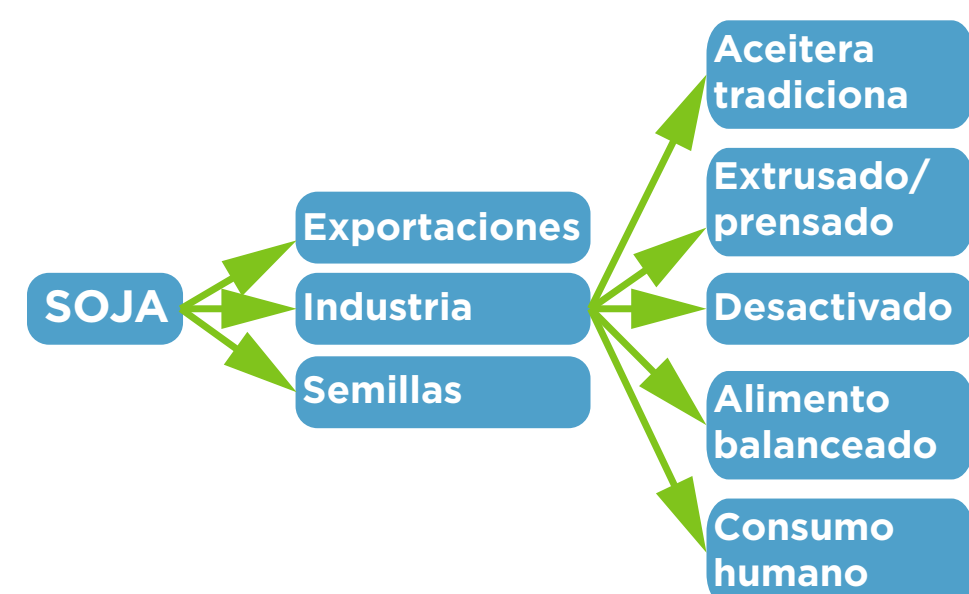 SOJA
Exportaciones
Industria
Semillas
Aceitera
tradiciona
Extrusado/
prensado
Desactivado
Alimento
balanceado
Consumo
humano